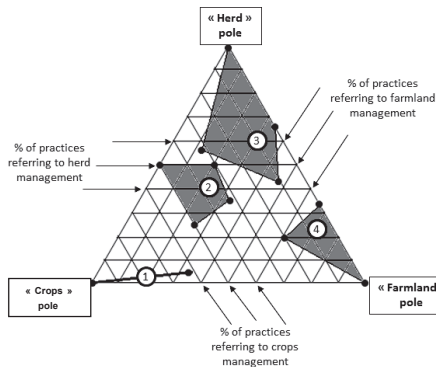 « Herd »
pole
% of practices
referring to farmland
management
% of practices
referring to herd
management
3
2
4
1
« Crops »
pole
« Farmland
pole
% of practices
referring to crops
management